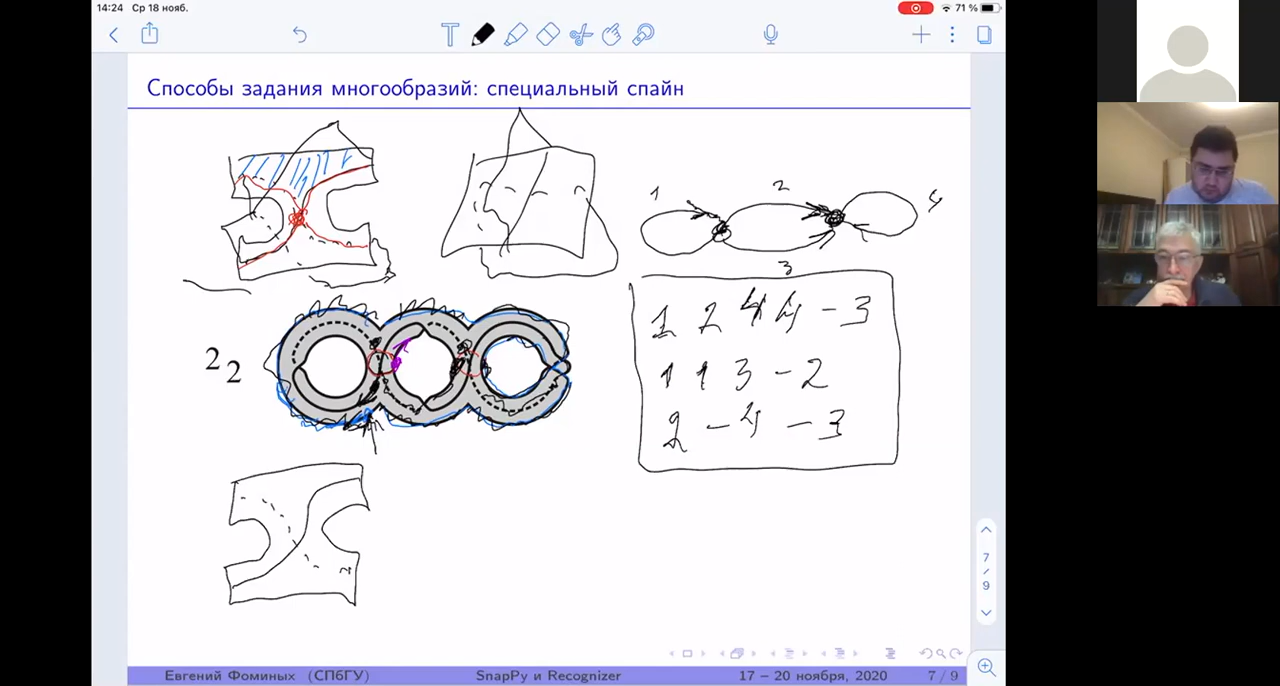 14:24 Ср 18 нояб.
71 %
Способы задания многообразий: специальный спайн
1
2
4
3
1 2 4 4 - 3
1 1 3 - 2
2 - 4 - 3
2₂
7
/
9
Евгений Фоминых (СПбГУ) SnapPy и Recognizer 17 – 20 ноября, 2020 7 / 9